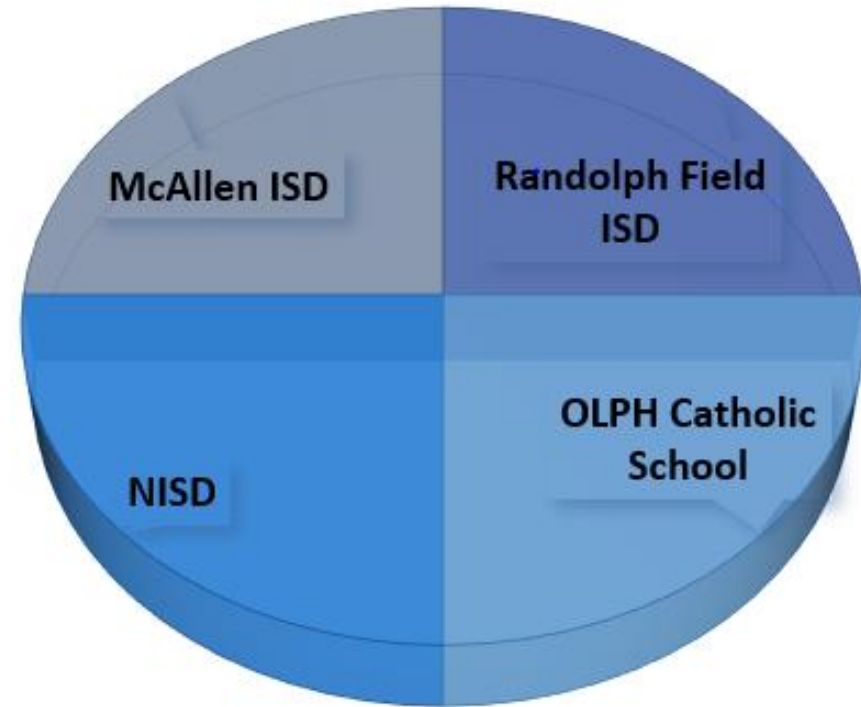 McAllen ISD
Randolph Field
ISD
OLPH Catholic
School
NISD